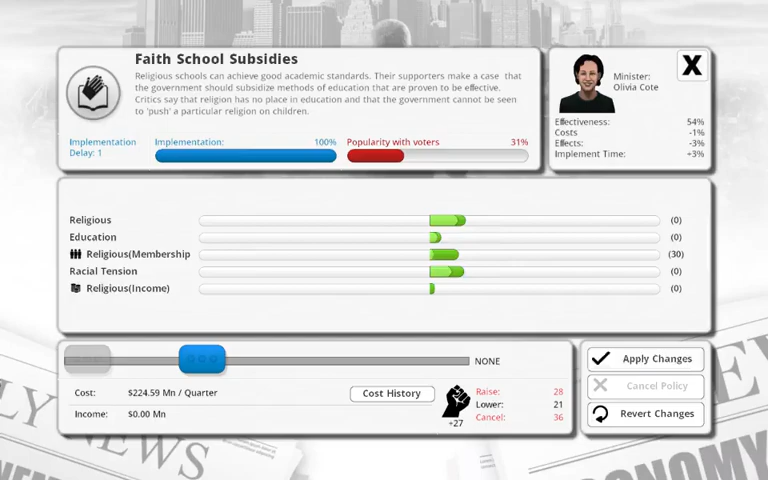 Faith School Subsidies
Religious schools can achieve good academic standards. Their supporters make a case that
the government should subsidize methods of education that are proven to be effective.
Critics say that religion has no place in education and that the government cannot be seen
to 'push' a particular religion on children.
Implementation
Delay: 1
Implementation: 100%
Popularity with voters 31%
Minister:
Olivia Cote
X
Effectiveness: 54%
Costs -1%
Effects: -3%
Implement Time: +3%
Religious (0)
Education (0)
Religious(Membership (30)
Racial Tension (0)
Religious(Income) (0)
NONE
Cost: $224.59 Mn / Quarter
Income: $0.00 Mn
Cost History
+27
Raise: 28
Lower: 21
Cancel: 36
Apply Changes
Cancel Policy
Revert Changes
LY NEWS
ONOMY